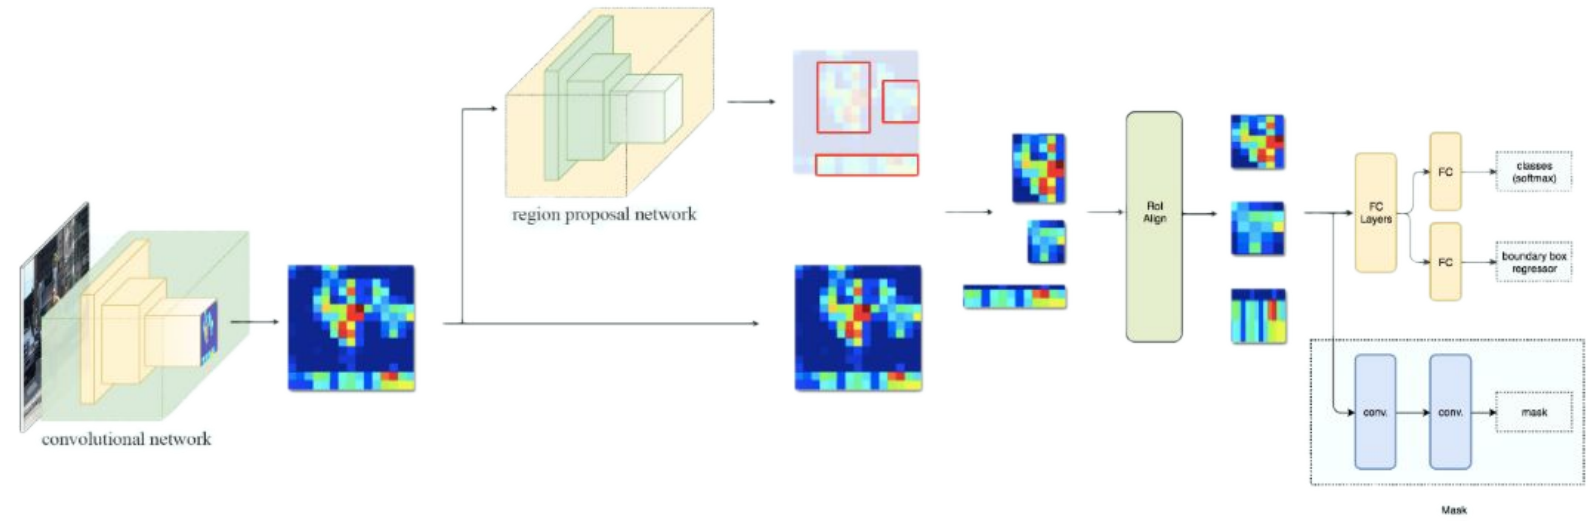 region proposal network
convolutional network
RoI
Align
FC
Layers
FC
classes
(softmax)
FC
boundary box
regressor
conv.
conv.
mask
Mask